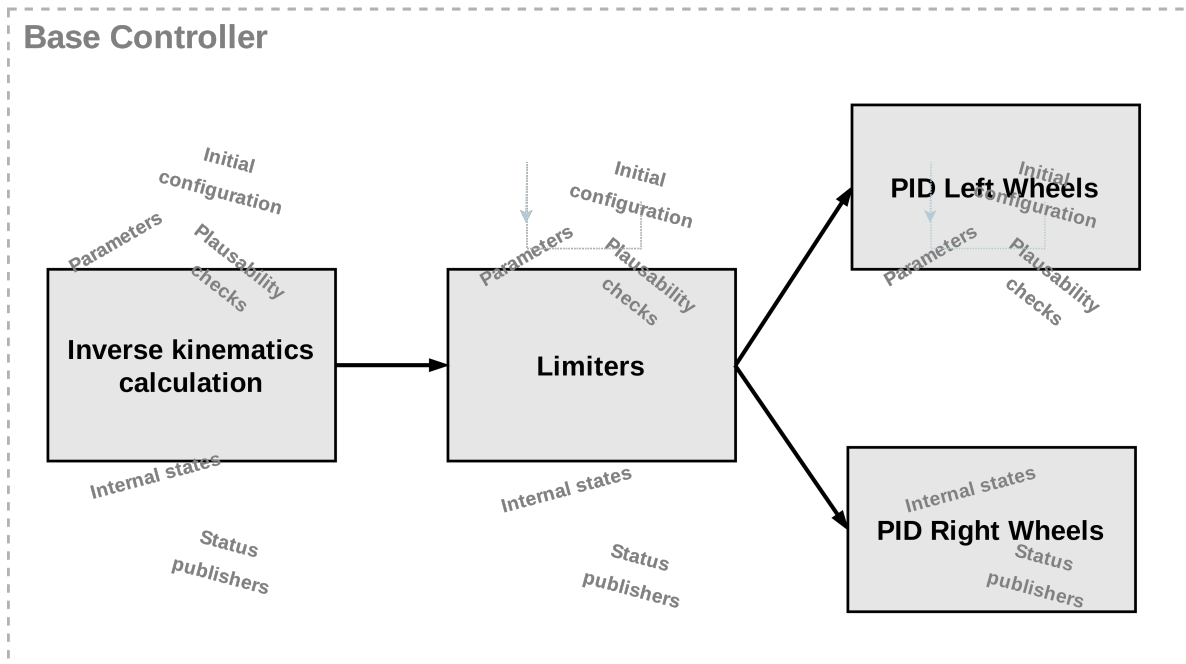 Base Controller
Initial
configuration
Parameters
Plausability
checks
Inverse kinematics
calculation
Internal states
Status
publishers
Initial
configuration
Parameters
Plausability
checks
Limiters
Internal states
Status
publishers
Initial
configuration
PID Left Wheels
Parameters
Plausability
checks
Internal states
PID Right Wheels
Status
publishers